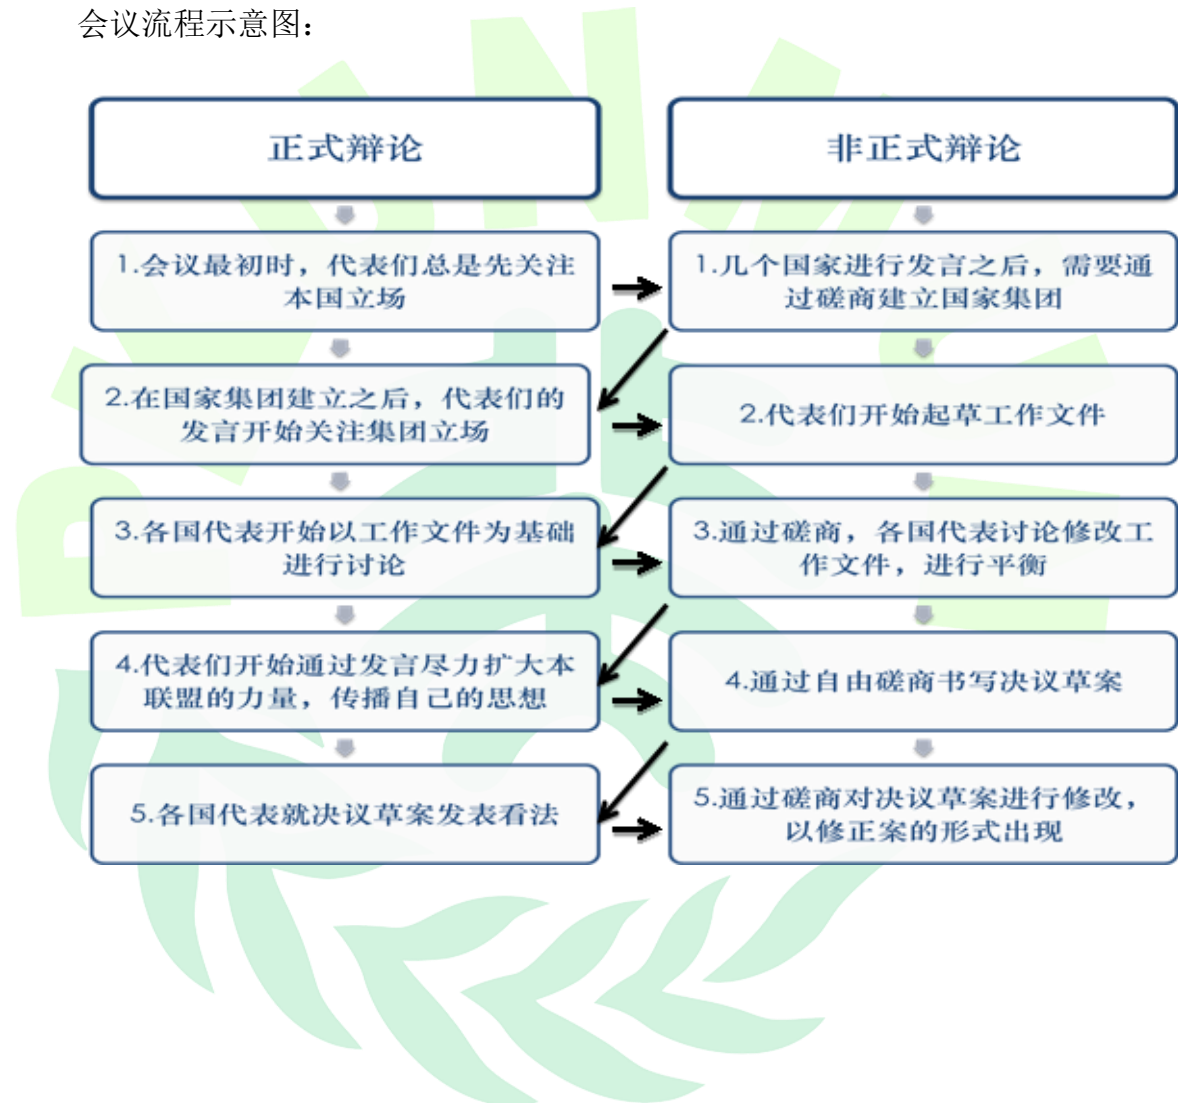 会议流程示意图：
正式辩论
非正式辩论
1.会议最初时，代表们总是先关注
本国立场
1.几个国家进行发言之后，需要通
过磋商建立国家集团
2.在国家集团建立之后，代表们的
发言开始关注集团立场
2.代表们开始起草工作文件
3.各国代表开始以工作文件为基础
进行讨论
3.通过磋商，各国代表讨论修改工
作文件，进行平衡
4.代表们开始通过发言尽力扩大本
联盟的力量，传播自己的思想
4.通过自由磋商书写决议草案
5.各国代表就决议草案发表看法
5.通过磋商对决议草案进行修改，
以修正案的形式出现